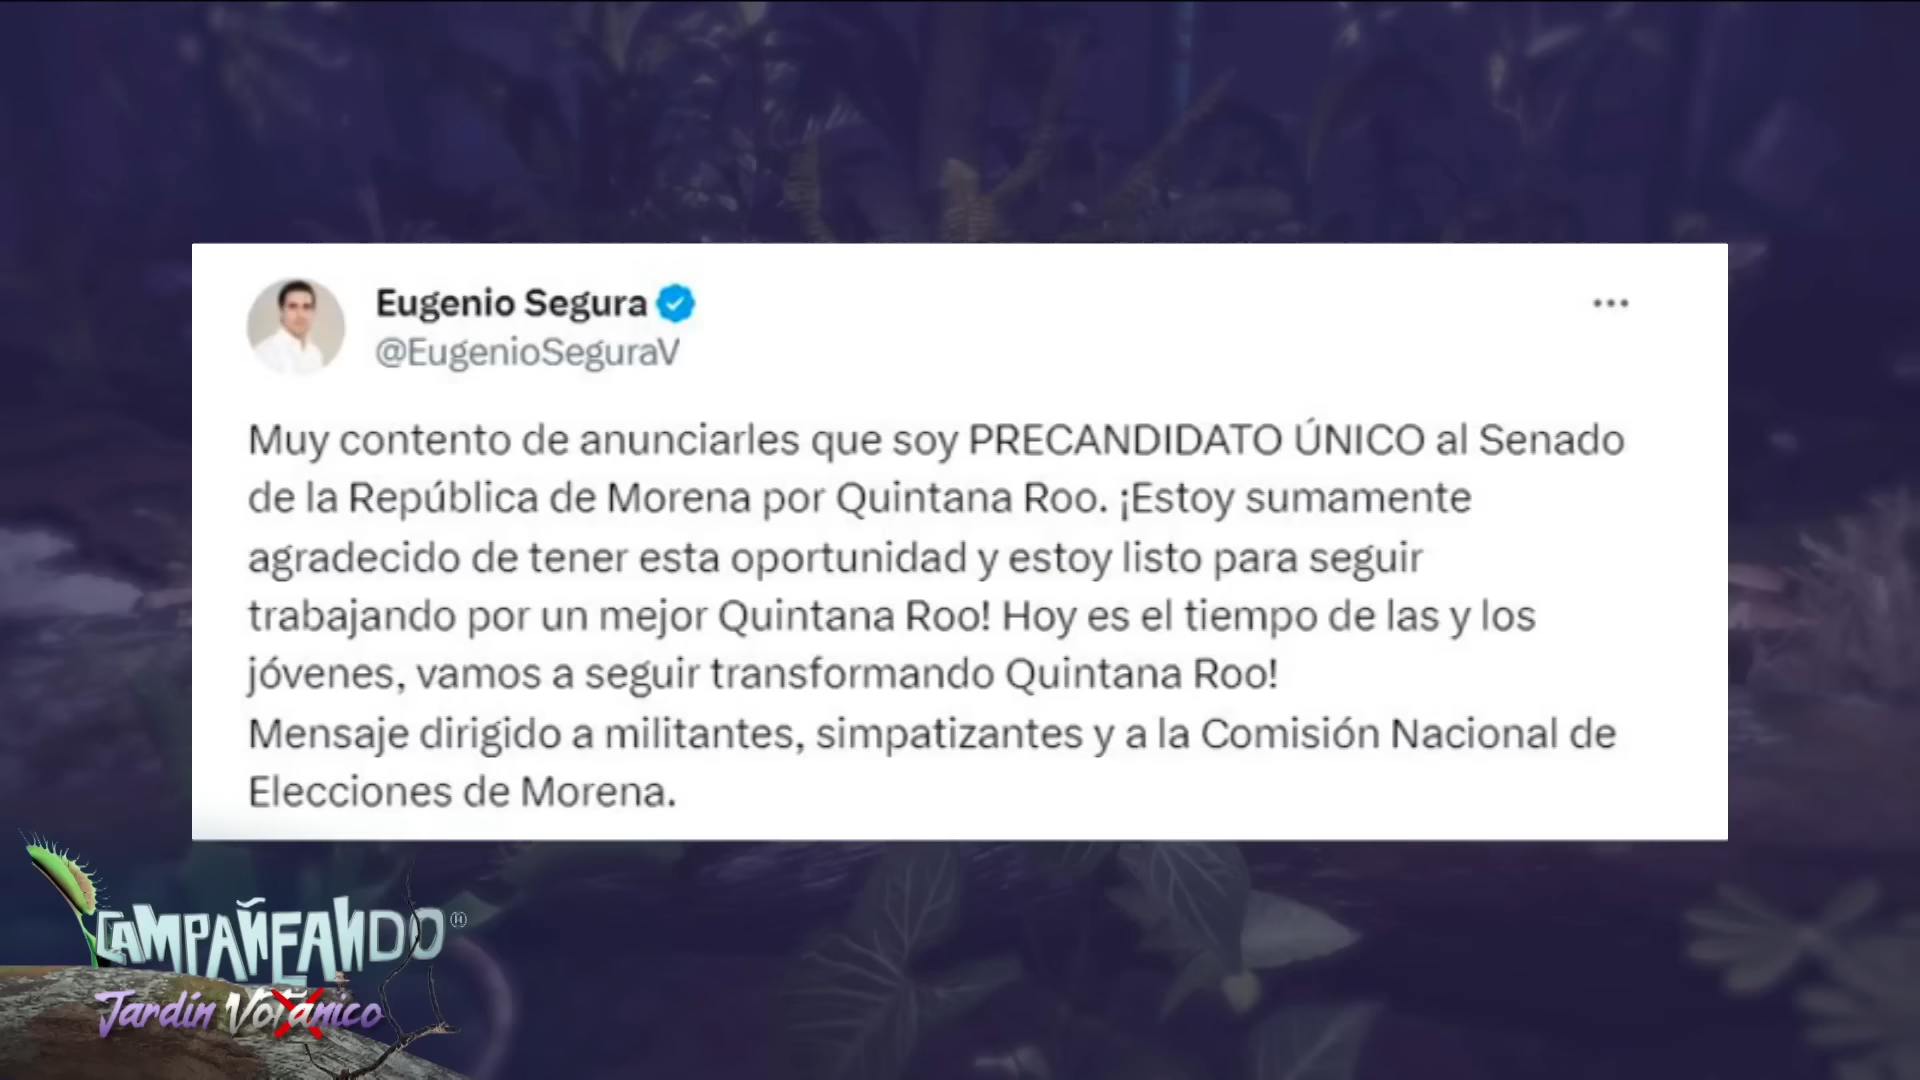 Eugenio Segura
@EugenioSeguraV
Muy contento de anunciarles que soy PRECANDIDATO ÚNICO al Senado
de la República de Morena por Quintana Roo. ¡Estoy sumamente
agradecido de tener esta oportunidad y estoy listo para seguir
trabajando por un mejor Quintana Roo! Hoy es el tiempo de las y los
jóvenes, vamos a seguir transformando Quintana Roo!
Mensaje dirigido a militantes, simpatizantes y a la Comisión Nacional de
Elecciones de Morena.
CAMPAÑEANDO
Jardín Votánico